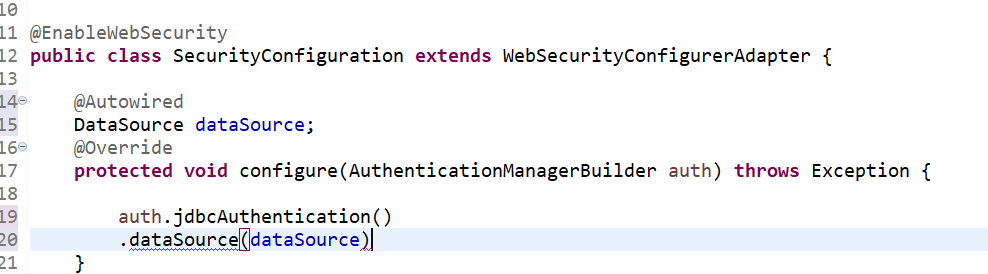 10
11 @EnableWebSecurity
12 public class SecurityConfiguration extends WebSecurityConfigurerAdapter {
13
14 @Autowired
15 DataSource dataSource;
16 @Override
17 protected void configure(AuthenticationManagerBuilder auth) throws Exception {
18
19 auth.jdbcAuthentication()
20 .dataSource(dataSource)
21 }